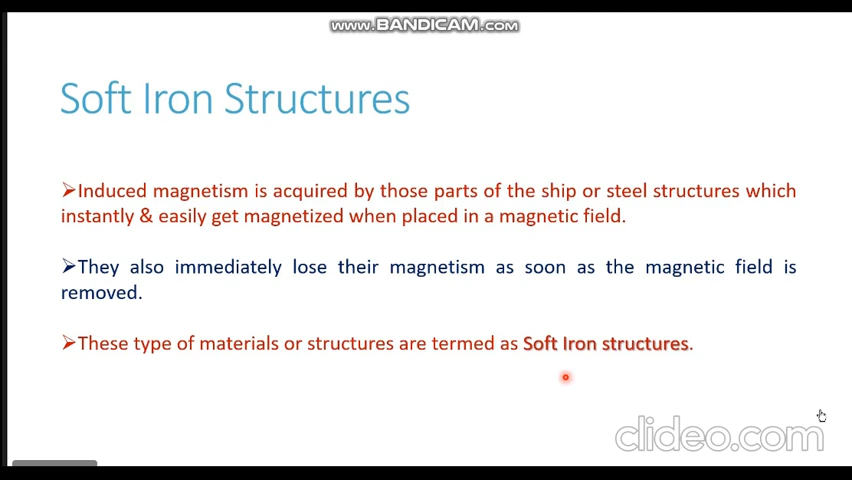 www.BANDICAM.com
Soft Iron Structures
➢Induced magnetism is acquired by those parts of the ship or steel structures which
instantly & easily get magnetized when placed in a magnetic field.
➢They also immediately lose their magnetism as soon as the magnetic field is
removed.
➢These type of materials or structures are termed as Soft Iron structures.
clideo.com